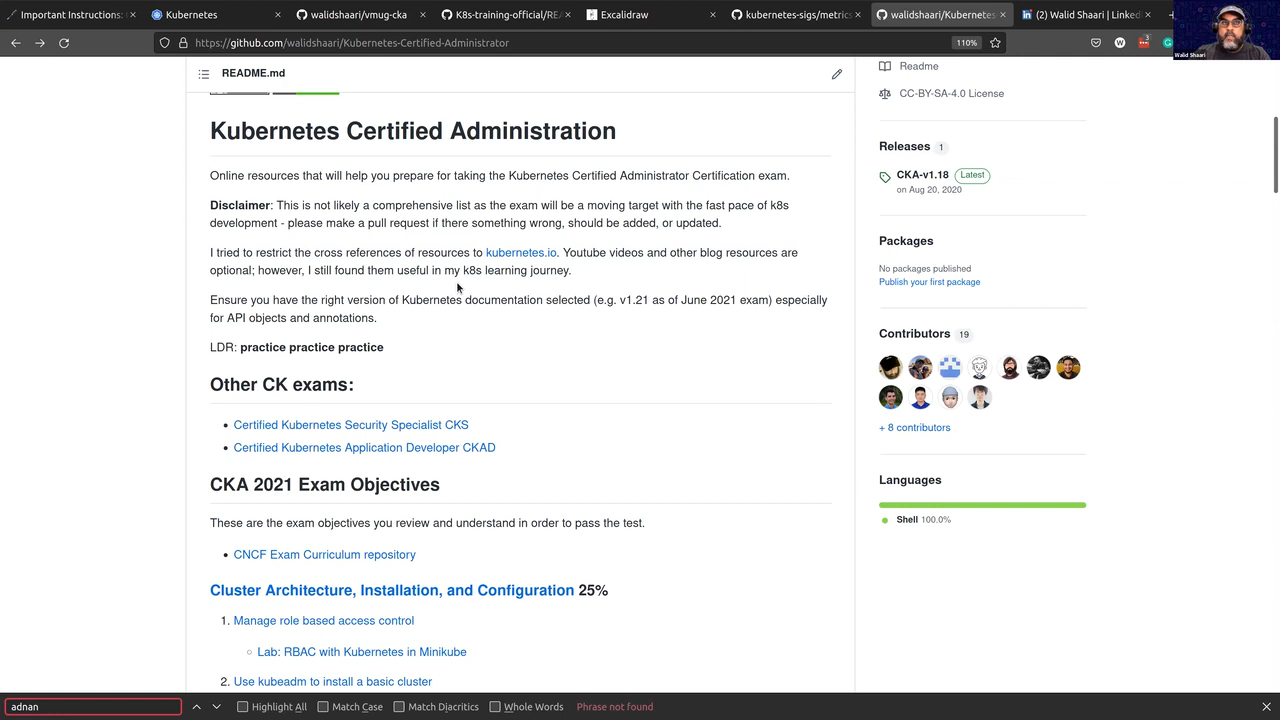 Important Instructions:
Kubernetes
walidshaari/vmug-cka
K8s-training-official/RE
Excalidraw
kubernetes-sigs/metrics
walidshaari/Kubernetes
(2) Walid Shaari | Linked
https://github.com/walidshaari/Kubernetes-Certified-Administrator
110%
Walid Shaari
README.md
Kubernetes Certified Administration
Online resources that will help you prepare for taking the Kubernetes Certified Administrator Certification exam.
Disclaimer: This is not likely a comprehensive list as the exam will be a moving target with the fast pace of k8s
development - please make a pull request if there something wrong, should be added, or updated.
I tried to restrict the cross references of resources to kubernetes.io. Youtube videos and other blog resources are
optional; however, I still found them useful in my k8s learning journey.
Ensure you have the right version of Kubernetes documentation selected (e.g. v1.21 as of June 2021 exam) especially
for API objects and annotations.
LDR: practice practice practice
Other CK exams:
Certified Kubernetes Security Specialist CKS
Certified Kubernetes Application Developer CKAD
CKA 2021 Exam Objectives
These are the exam objectives you review and understand in order to pass the test.
CNCF Exam Curriculum repository
Cluster Architecture, Installation, and Configuration 25%
1. Manage role based access control
Lab: RBAC with Kubernetes in Minikube
2. Use kubeadm to install a basic cluster
Readme
CC-BY-SA-4.0 License
Releases 1
CKA-v1.18 Latest
on Aug 20, 2020
Packages
No packages published
Publish your first package
Contributors 19
+ 8 contributors
Languages
Shell 100.0%
adnan
Highlight All
Match Case
Match Diacritics
Whole Words
Phrase not found